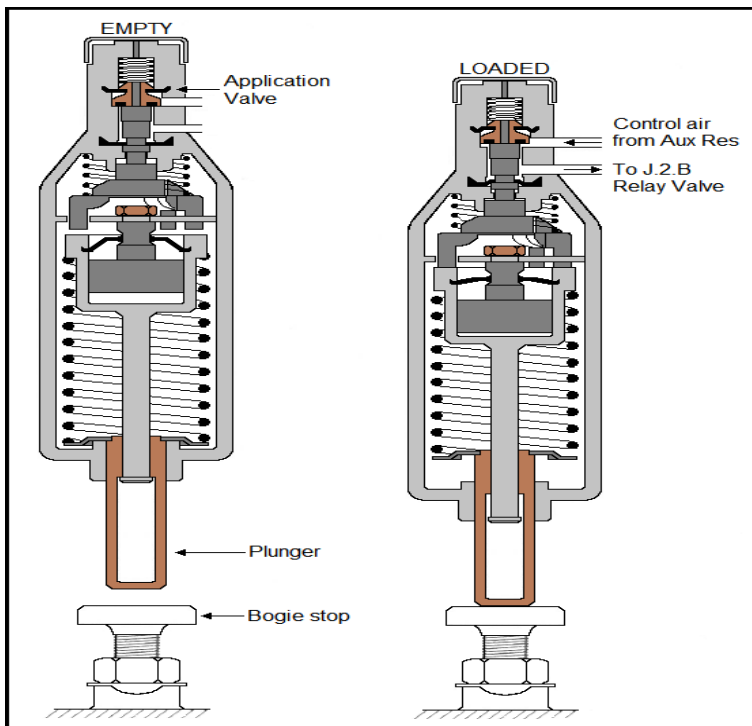 EMPTY
Application
Valve
Plunger
Bogie stop
LOADED
Control air
from Aux Res
To J.2.B
Relay Valve